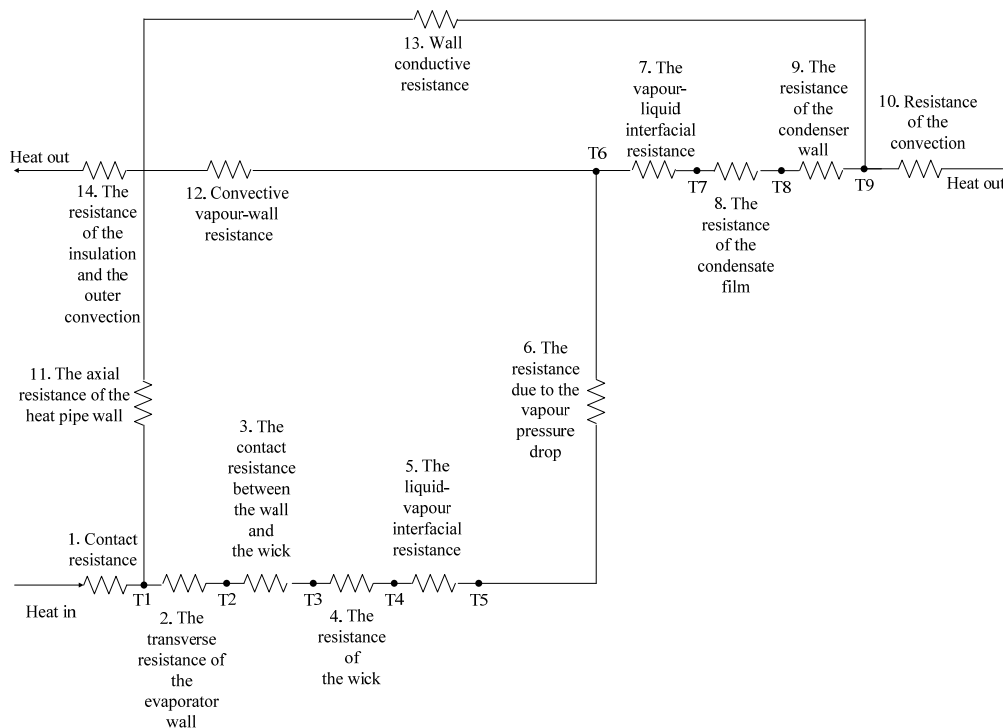 13. Wall
conductive
resistance
7. The
vapour-
liquid
interfacial
resistance
9. The
resistance
of the
condenser
wall
10. Resistance
of the
convection
Heat out
T6
T7
T8
T9
Heat out
14. The
resistance
of the
insulation
and the
outer
convection
12. Convective
vapour-wall
resistance
8. The
resistance
of the
condensate
film
11. The axial
resistance of the
heat pipe wall
6. The
resistance
due to the
vapour
pressure
drop
3. The
contact
resistance
between
the wall
and
the wick
5. The
liquid-
vapour
interfacial
resistance
1. Contact
resistance
Heat in
T1
T2
T3
T4
T5
2. The
transverse
resistance of
the
evaporator
wall
4. The
resistance
of
the wick